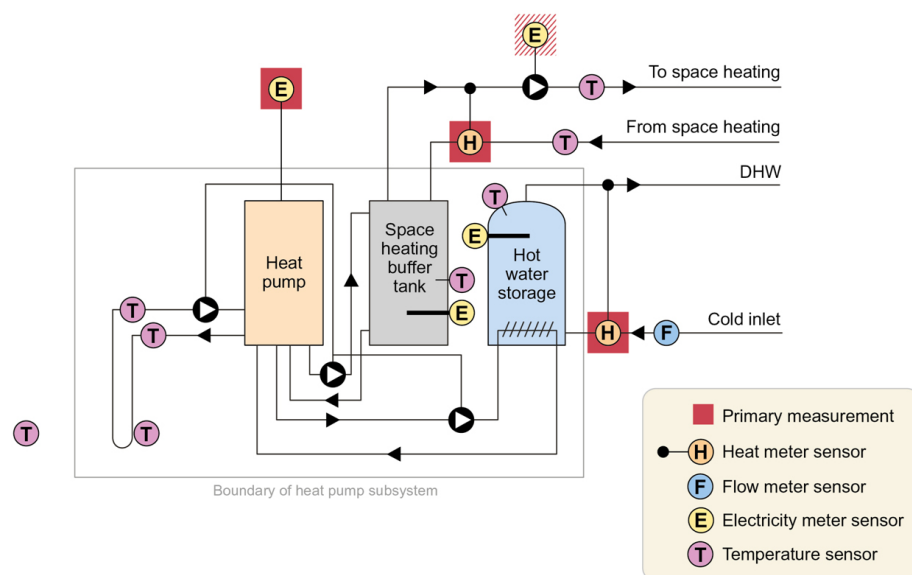 E
To space heating
T
E
From space heating
H
T
DHW
T
Space
heating
buffer
tank
E
Hot
water
storage
Heat
pump
T
T
E
Cold inlet
H
F
T
T
T
Boundary of heat pump subsystem
Primary measurement
H Heat meter sensor
F Flow meter sensor
E Electricity meter sensor
T Temperature sensor